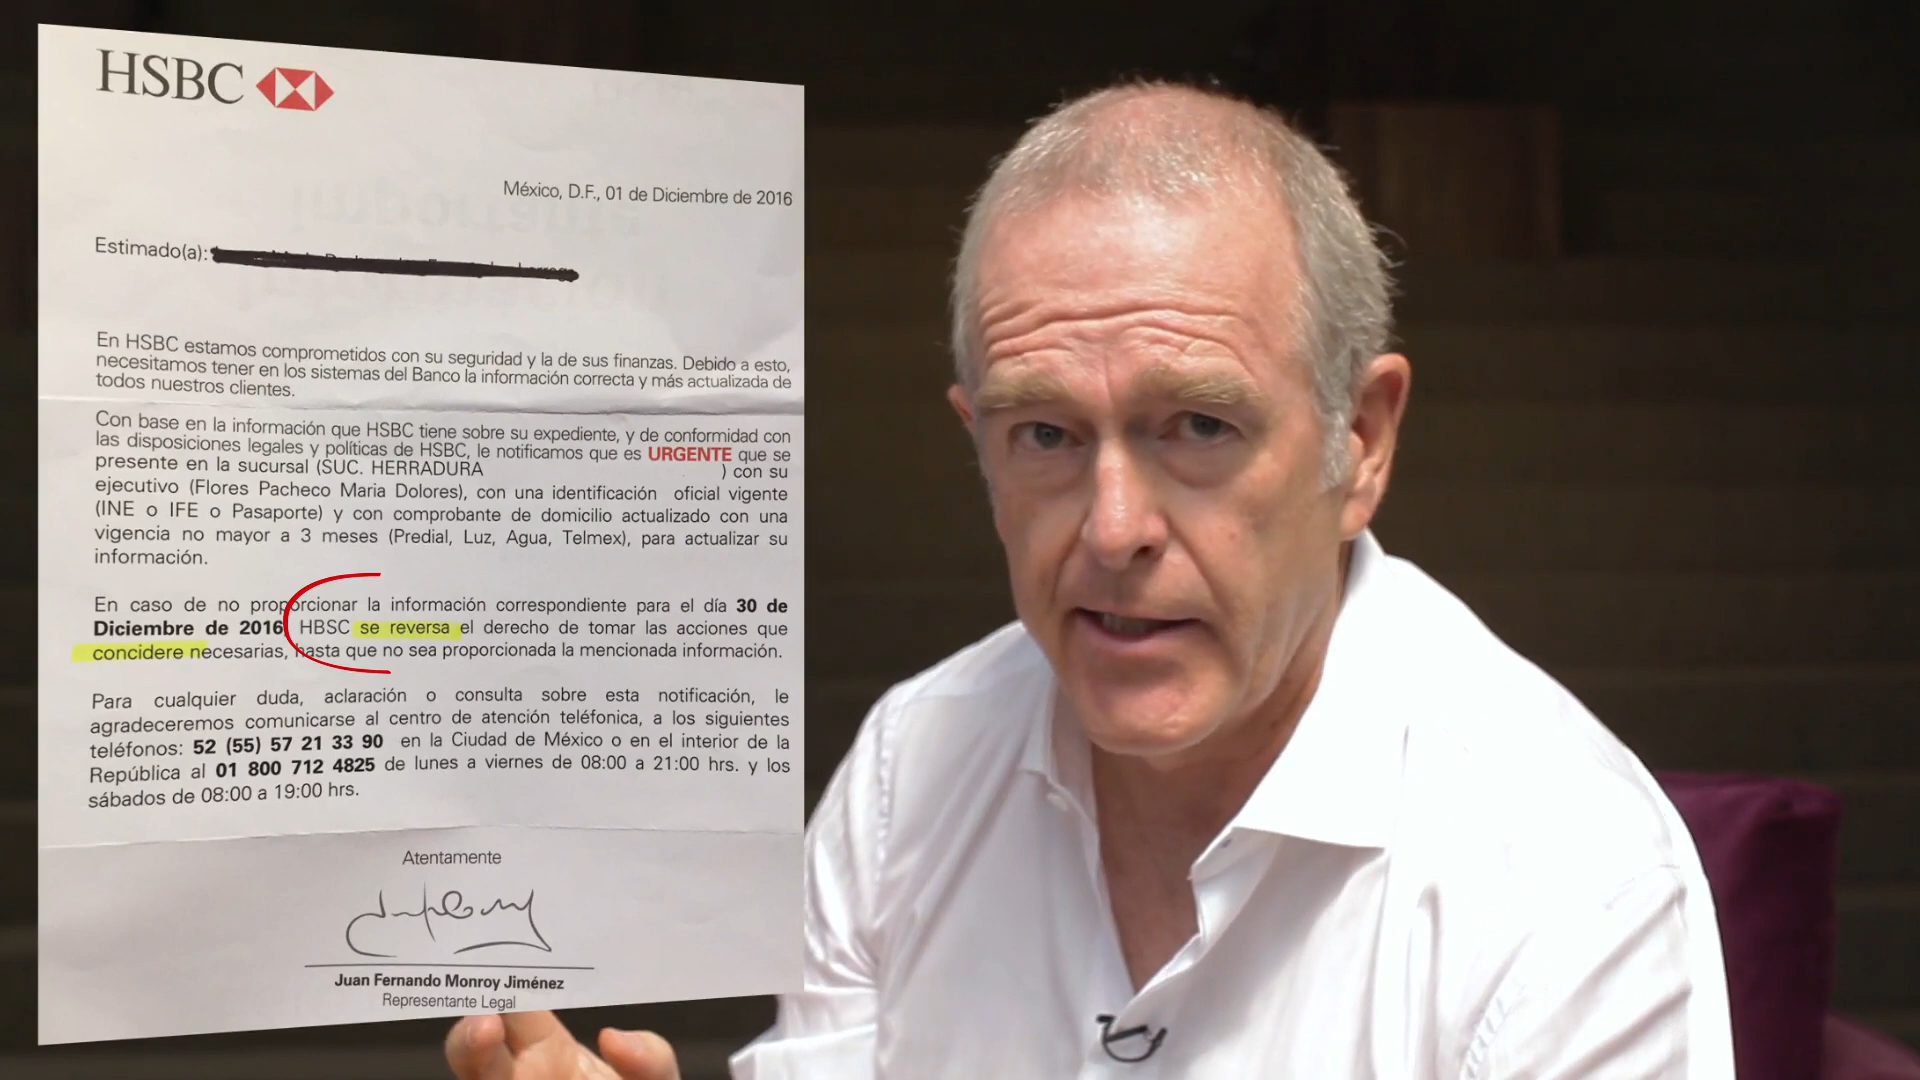 HSBC
México, D.F., 01 de Diciembre de 2016
Estimado(a):
En HSBC estamos comprometidos con su seguridad y la de sus finanzas. Debido a esto,
necesitamos tener en los sistemas del Banco la información correcta y más actualizada de
todos nuestros clientes.
Con base en la información que HSBC tiene sobre su expediente, y de conformidad con
las disposiciones legales y políticas de HSBC, le notificamos que es URGENTE que se
presente en la sucursal (SUC. HERRADURA ) con su
ejecutivo (Flores Pacheco Maria Dolores), con una identificación oficial vigente
(INE o IFE o Pasaporte) y con comprobante de domicilio actualizado con una
vigencia no mayor a 3 meses (Predial, Luz, Agua, Telmex), para actualizar su
información.
En caso de no proporcionar la información correspondiente para el día 30 de
Diciembre de 2016 HBSC se reversa el derecho de tomar las acciones que
concidere necesarias, hasta que no sea proporcionada la mencionada información.
Para cualquier duda, aclaración o consulta sobre esta notificación, le
agradeceremos comunicarse al centro de atención teléfonica, a los siguientes
teléfonos: 52 (55) 57 21 33 90 en la Ciudad de México o en el interior de la
República al 01 800 712 4825 de lunes a viernes de 08:00 a 21:00 hrs. y los
sábados de 08:00 a 19:00 hrs.
Atentamente
Juan Fernando Monroy Jiménez
Representante Legal